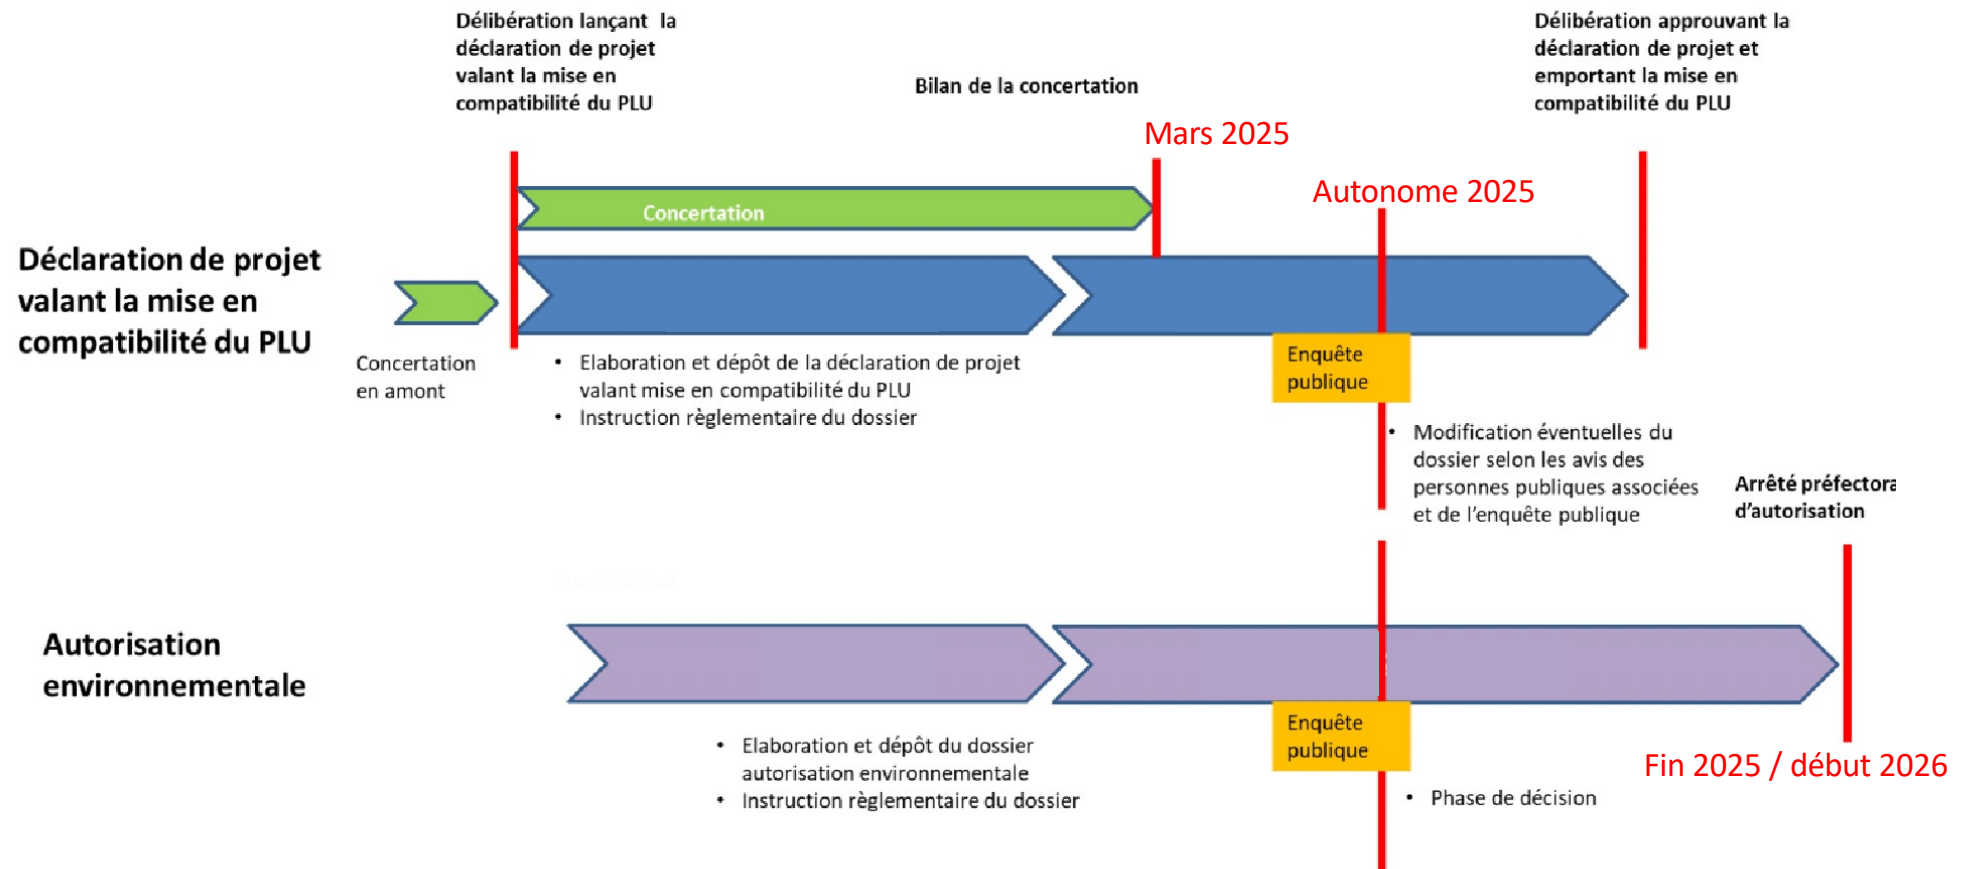 Délibération lançant la
déclaration de projet
valant la mise en
compatibilité du PLU
Bilan de la concertation
Délibération approuvant la
déclaration de projet et
emportant la mise en
compatibilité du PLU
Mars 2025
Autonome 2025
Concertation
Déclaration de projet
valant la mise en
compatibilité du PLU
Concertation
en amont
• Elaboration et dépôt de la déclaration de projet
valant mise en compatibilité du PLU
• Instruction règlementaire du dossier
Enquête
publique
• Modification éventuelles du
dossier selon les avis des
personnes publiques associées
et de l'enquête publique
Arrêté préfectora
d'autorisation
Autorisation
environnementale
• Elaboration et dépôt du dossier
autorisation environnementale
• Instruction règlementaire du dossier
Enquête
publique
• Phase de décision
Fin 2025 / début 2026